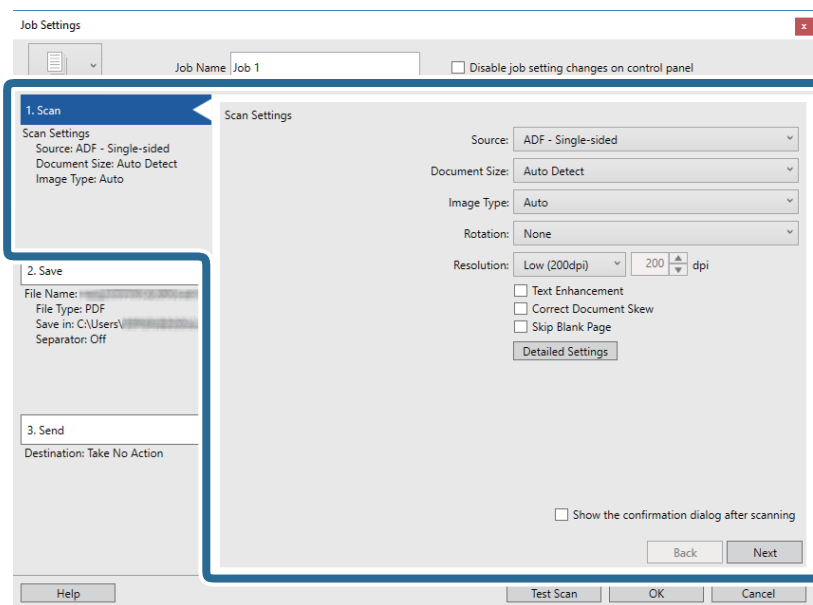 Job Settings
Job Name Job 1
Disable job setting changes on control panel
1. Scan
Scan Settings
Source: ADF - Single-sided
Document Size: Auto Detect
Image Type: Auto
2. Save
File Name:
File Type: PDF
Save in: C:\Users\
Separator: Off
3. Send
Destination: Take No Action
Scan Settings
Source: ADF - Single-sided
Document Size: Auto Detect
Image Type: Auto
Rotation: None
Resolution: Low (200dpi) 200 dpi
Text Enhancement
Correct Document Skew
Skip Blank Page
Detailed Settings
Show the confirmation dialog after scanning
Back Next
Help Test Scan OK Cancel